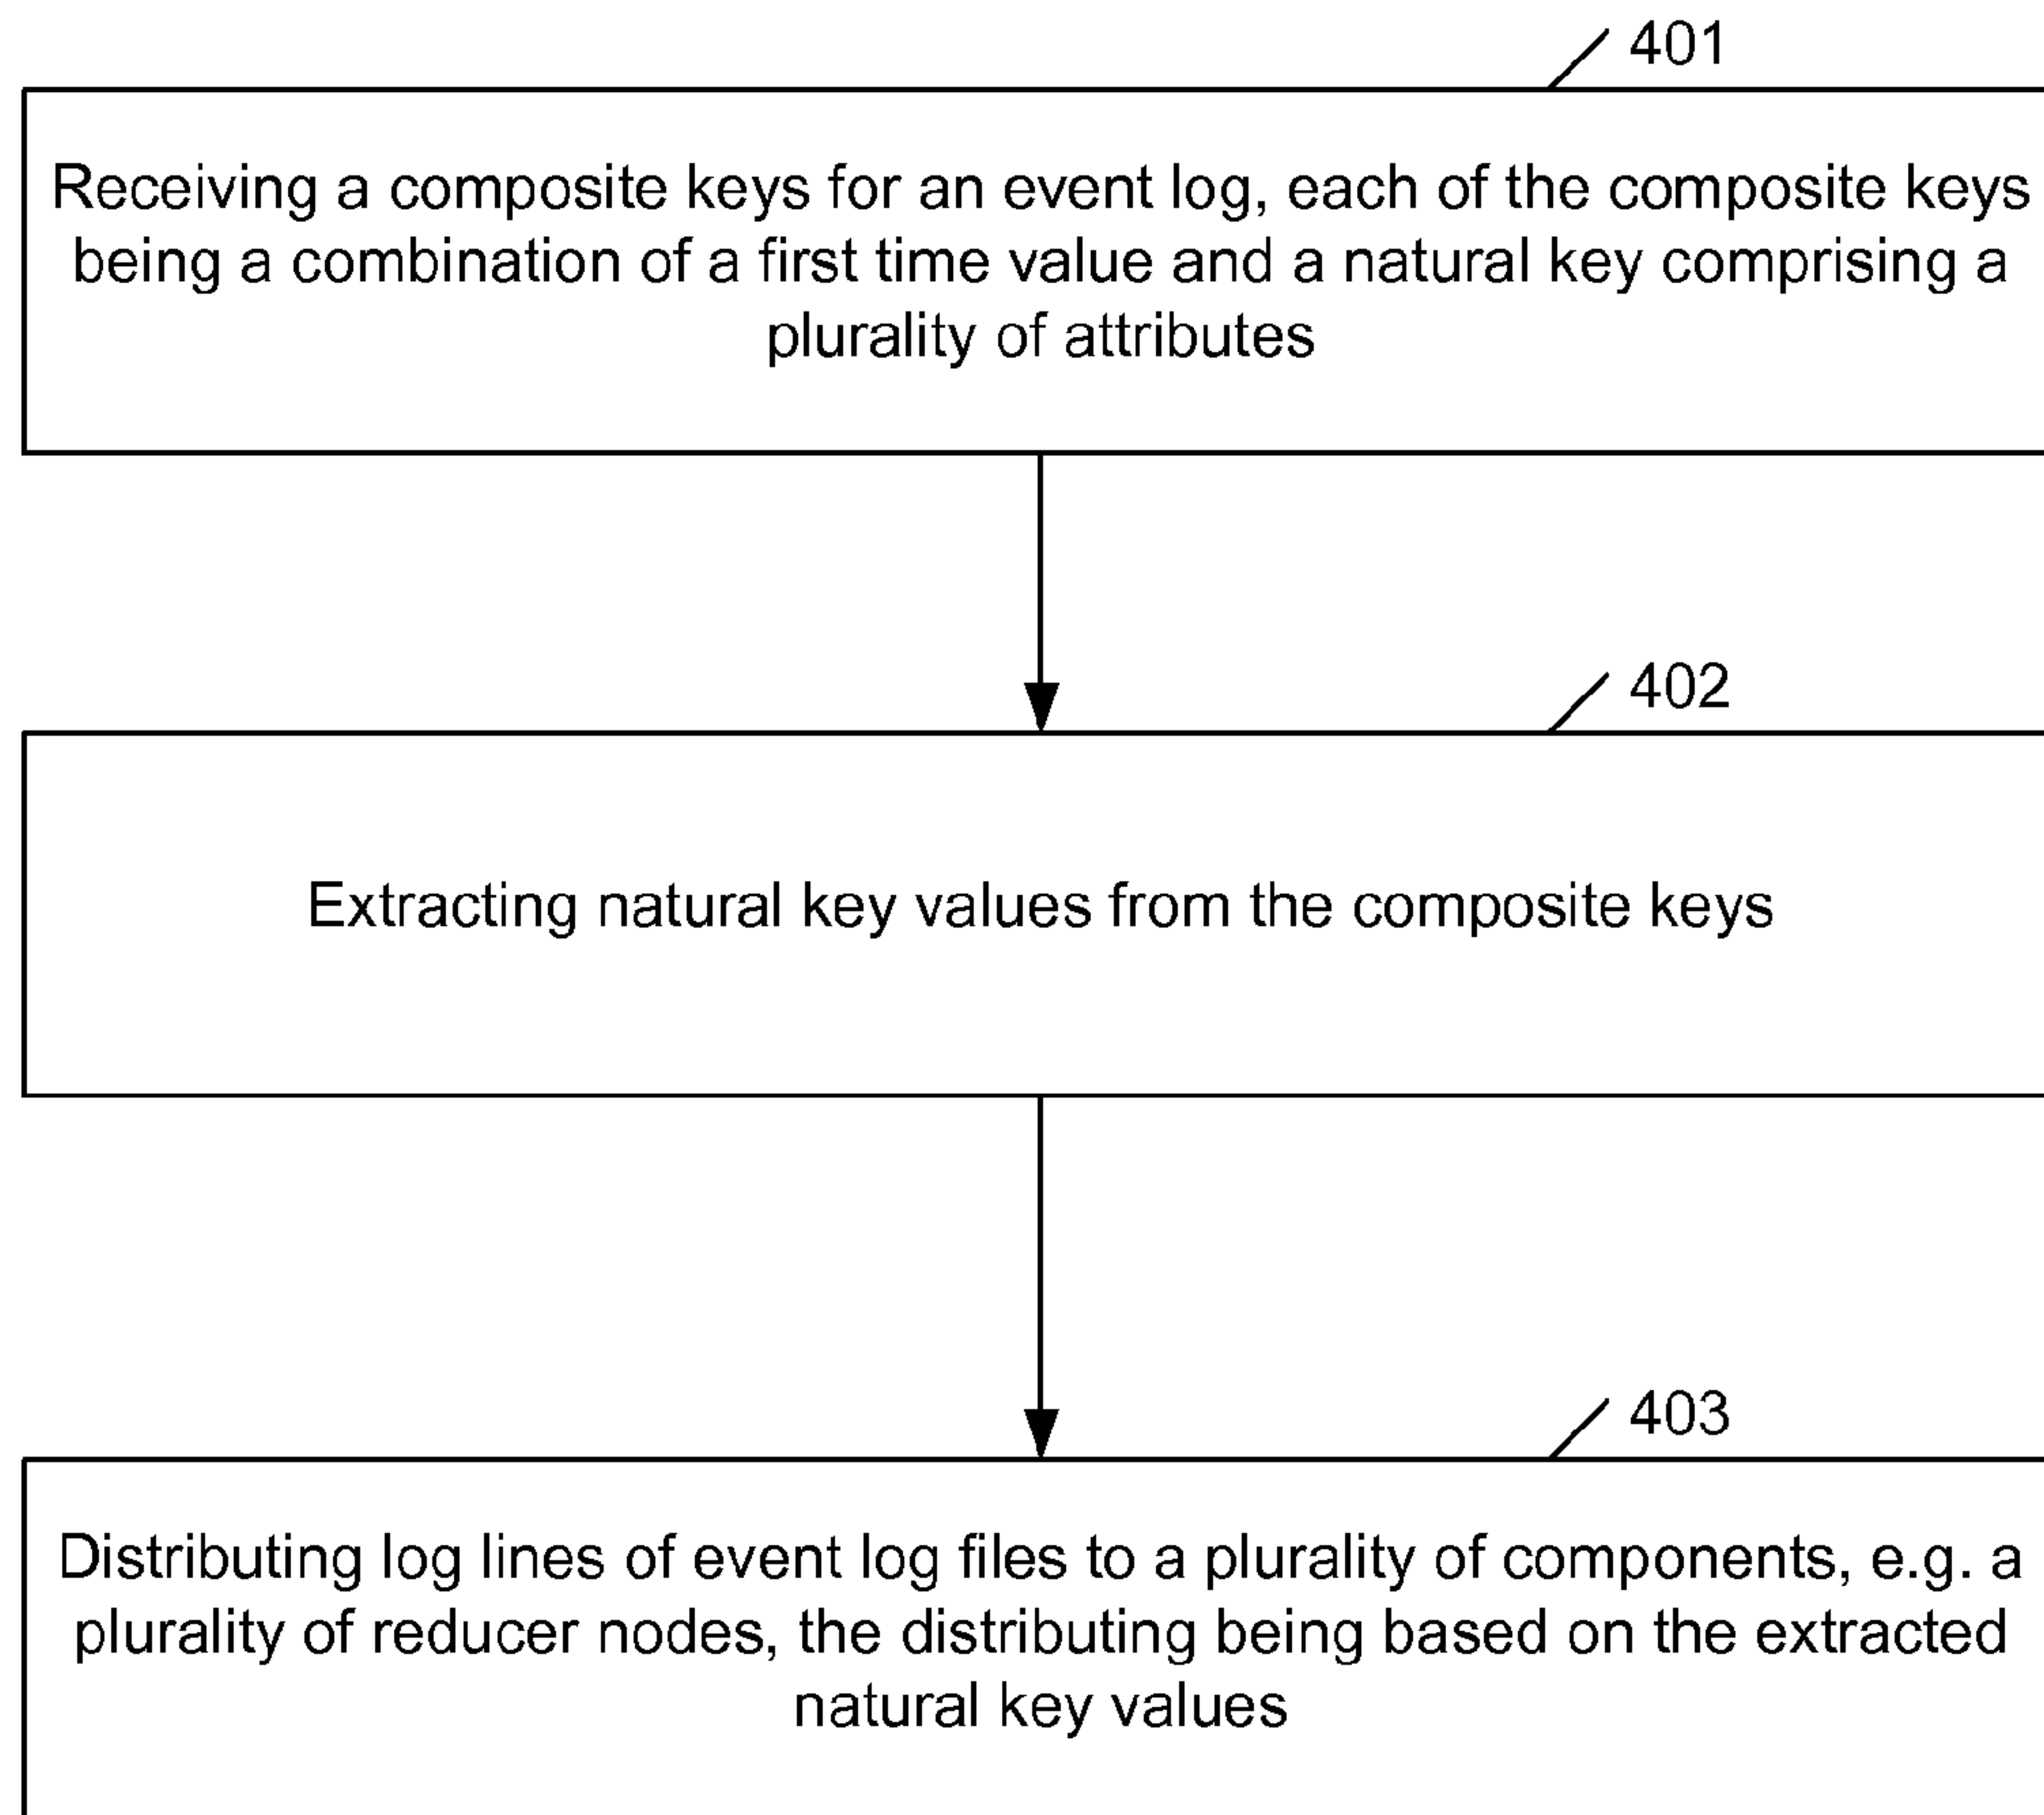 401
Receiving a composite keys for an event log, each of the composite keys
being a combination of a first time value and a natural key comprising a
plurality of attributes
402
Extracting natural key values from the composite keys
403
Distributing log lines of event log files to a plurality of components, e.g. a
plurality of reducer nodes, the distributing being based on the extracted
natural key values